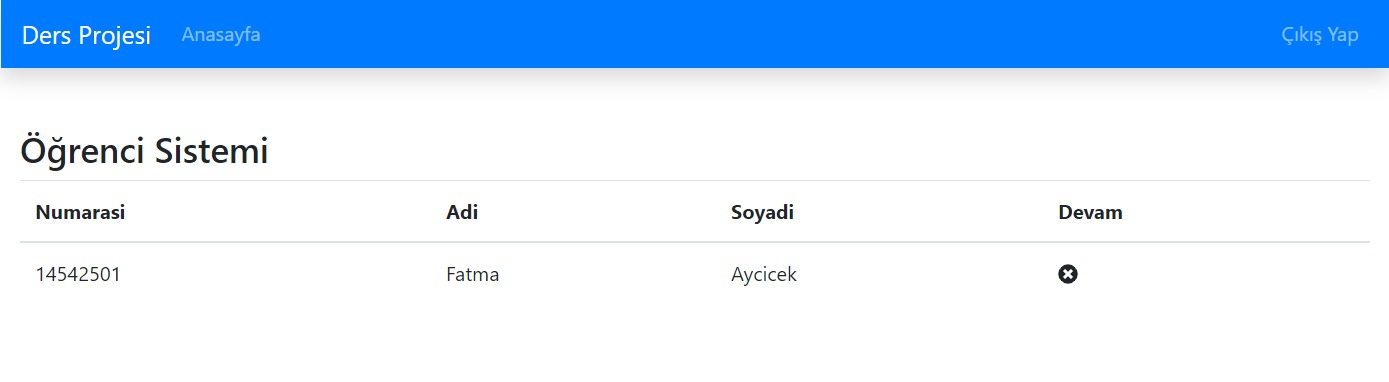 Ders Projesi Anasayfa Çıkış Yap
Öğrenci Sistemi
Numarasi Adi Soyadi Devam
14542501 Fatma Aycicek